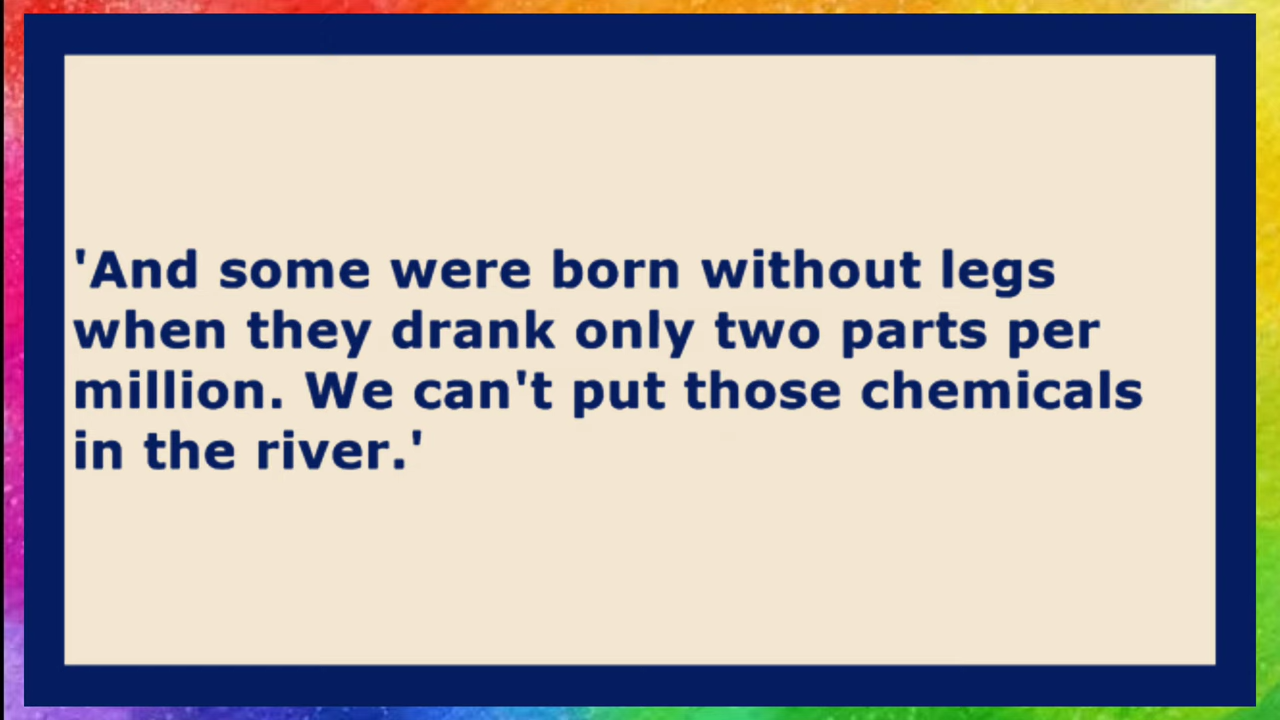 'And some were born without legs
when they drank only two parts per
million. We can't put those chemicals
in the river.'